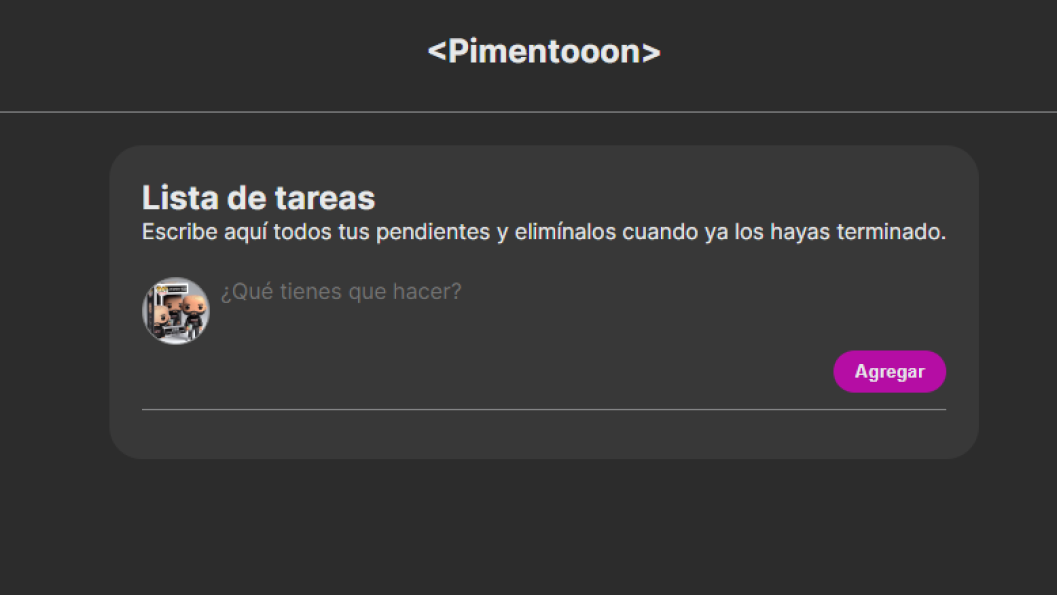 <Pimentooon>
Lista de tareas
Escribe aquí todos tus pendientes y elimínalos cuando ya los hayas terminado.
¿Qué tienes que hacer?
Agregar